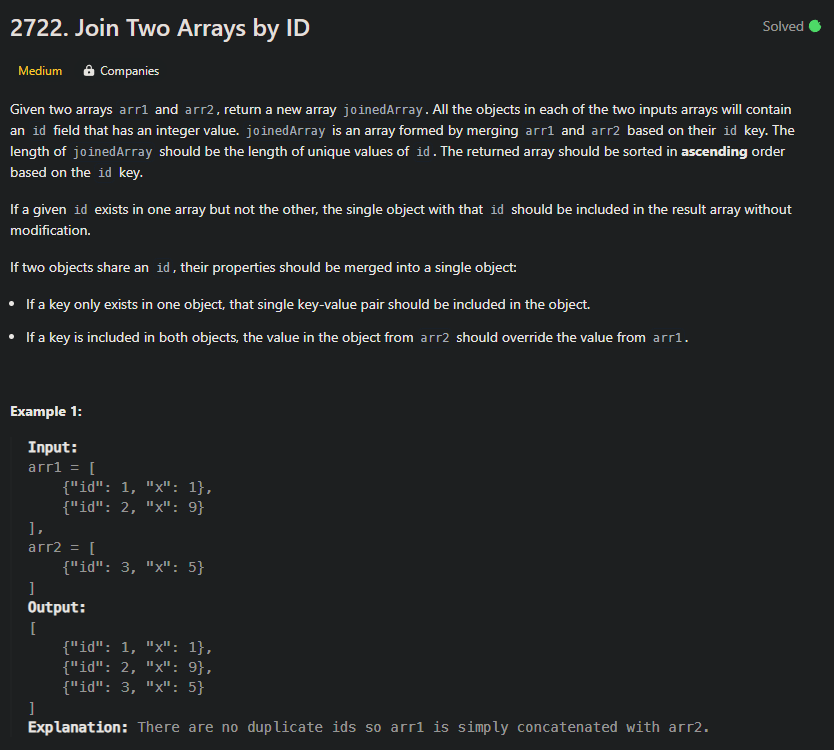 2722. Join Two Arrays by ID
Solved
Medium
Companies
Given two arrays arr1 and arr2, return a new array joinedArray. All the objects in each of the two inputs arrays will contain
an id field that has an integer value. joinedArray is an array formed by merging arr1 and arr2 based on their id key. The
length of joinedArray should be the length of unique values of id. The returned array should be sorted in ascending order
based on the id key.
If a given id exists in one array but not the other, the single object with that id should be included in the result array without
modification.
If two objects share an id, their properties should be merged into a single object:
• If a key only exists in one object, that single key-value pair should be included in the object.
• If a key is included in both objects, the value in the object from arr2 should override the value from arr1.
Example 1:
Input:
arr1 = [
    {"id": 1, "x": 1},
    {"id": 2, "x": 9}
],
arr2 = [
    {"id": 3, "x": 5}
]
Output:
[
    {"id": 1, "x": 1},
    {"id": 2, "x": 9},
    {"id": 3, "x": 5}
]
Explanation: There are no duplicate ids so arr1 is simply concatenated with arr2.